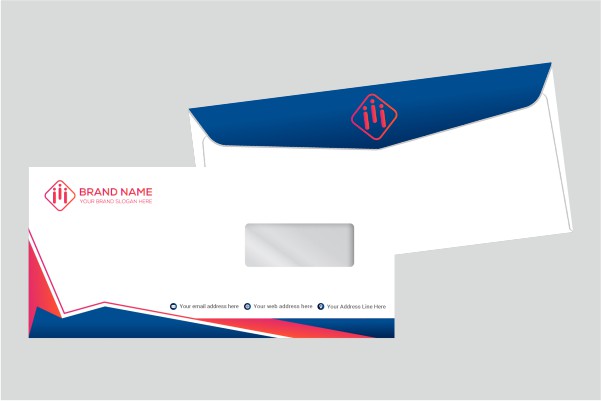 BRAND NAME
YOUR BRAND SLOGAN HERE
Your email address here Your web address here Your Address Line Here